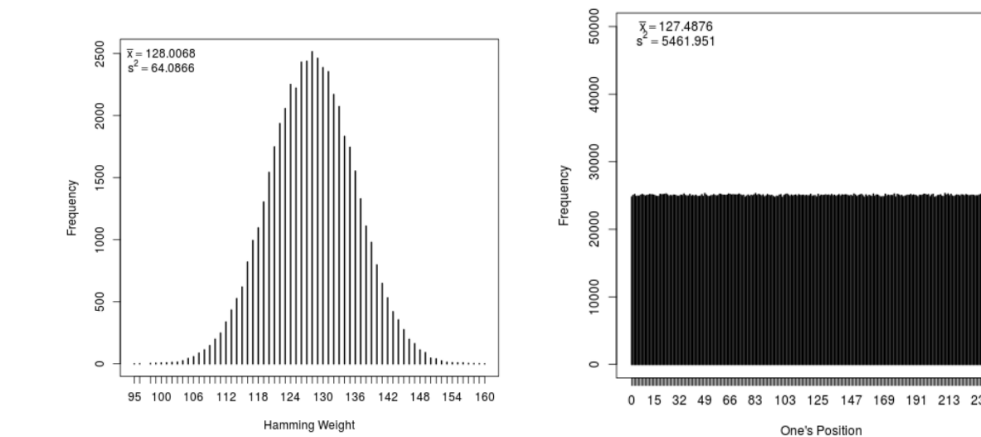 x̄ = 128.0068
s² = 64.0866
2500
2000
1500
1000
500
0
Frequency
95 100 106 112 118 124 130 136 142 148 154 160
Hamming Weight
x̄ = 127.4876
s² = 5461.951
50000
40000
30000
20000
10000
0
Frequency
0 15 32 49 66 83 103 125 147 169 191 213
One's Position